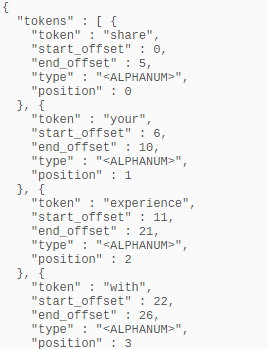 {
  "tokens" : [ {
    "token" : "share",
    "start_offset" : 0,
    "end_offset" : 5,
    "type" : "<ALPHANUM>",
    "position" : 0
  }, {
    "token" : "your",
    "start_offset" : 6,
    "end_offset" : 10,
    "type" : "<ALPHANUM>",
    "position" : 1
  }, {
    "token" : "experience",
    "start_offset" : 11,
    "end_offset" : 21,
    "type" : "<ALPHANUM>",
    "position" : 2
  }, {
    "token" : "with",
    "start_offset" : 22,
    "end_offset" : 26,
    "type" : "<ALPHANUM>",
    "position" : 3